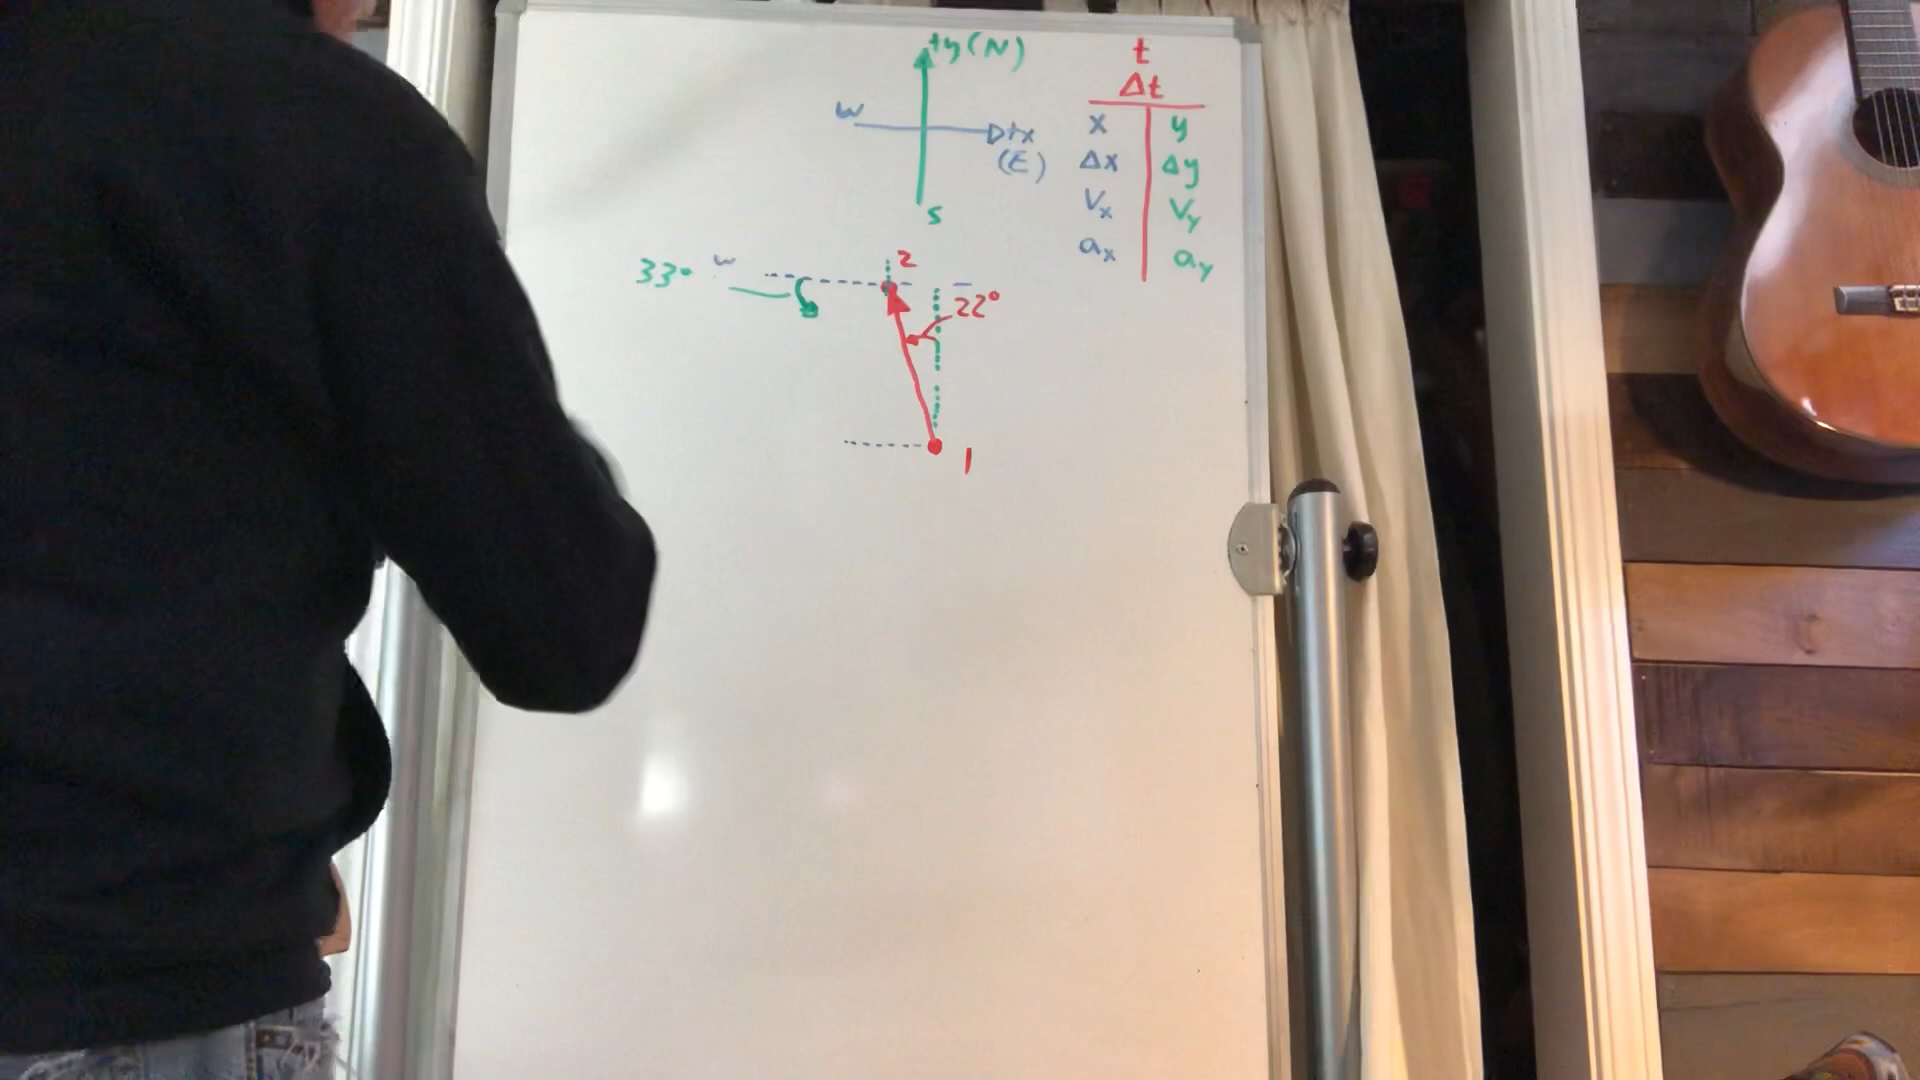 +y(N)
W
+x
(E)
S
t
Δt
x y
Δx Δy
Vx Vy
ax ay
33° W
2
22°
1